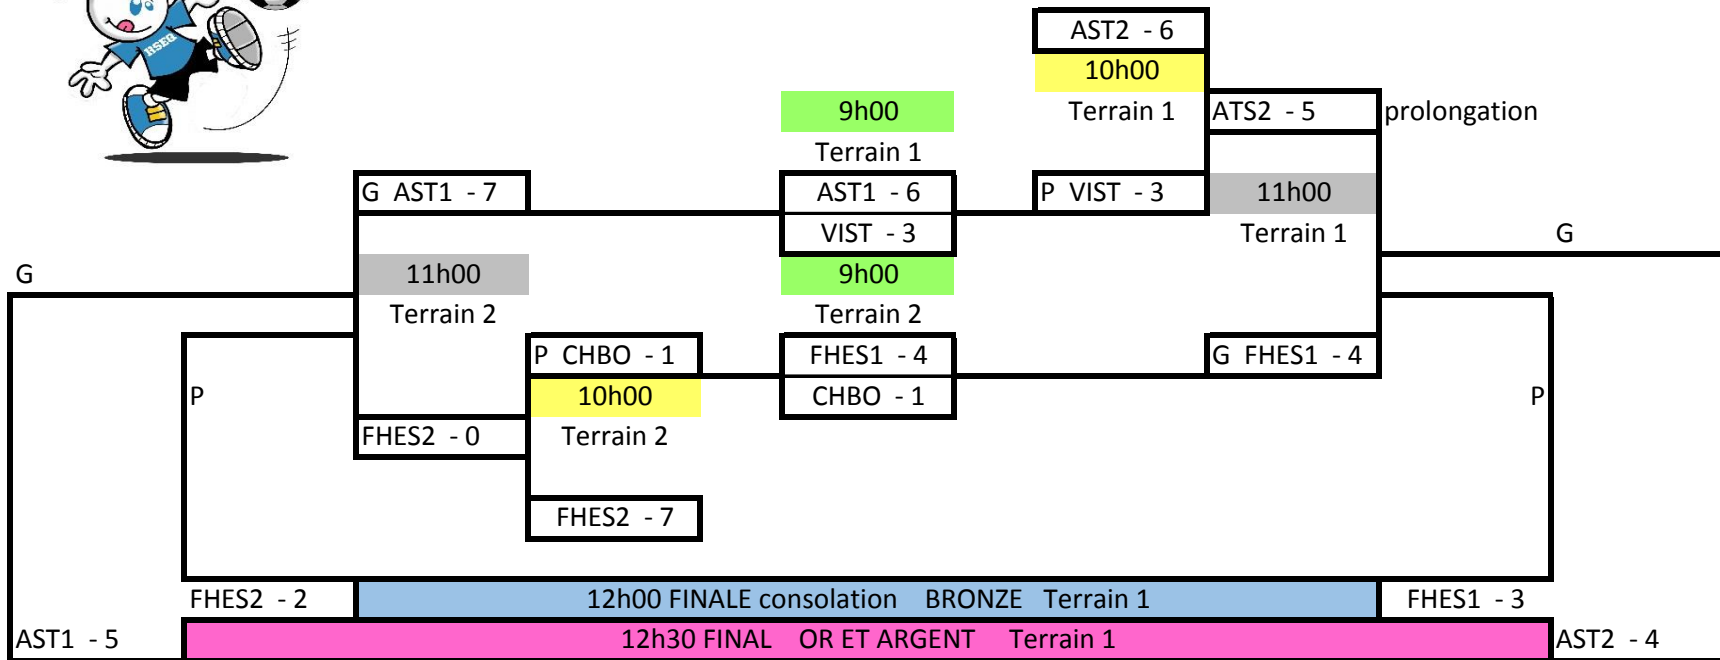 RSEQ
AST2 - 6
10h00
9h00 Terrain 1 ATS2 - 5 prolongation
Terrain 1
G AST1 - 7 AST1 - 6 P VIST - 3 11h00
VIST - 3 Terrain 1 G
G 11h00 9h00
Terrain 2 Terrain 2
P CHBO - 1 FHES1 - 4 G FHES1 - 4
P 10h00 CHBO - 1 P
FHES2 - 0 Terrain 2
FHES2 - 7
FHES2 - 2 12h00 FINALE consolation BRONZE Terrain 1 FHES1 - 3
AST1 - 5 12h30 FINAL OR ET ARGENT Terrain 1 AST2 - 4